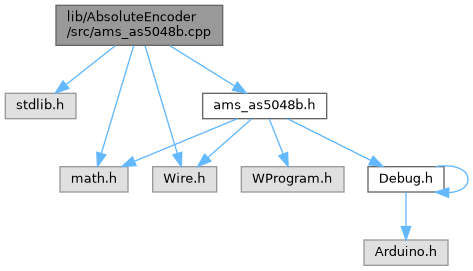 lib/AbsoluteEncoder
/src/ams_as5048b.cpp
stdlib.h
ams_as5048b.h
math.h
Wire.h
WProgram.h
Debug.h
Arduino.h